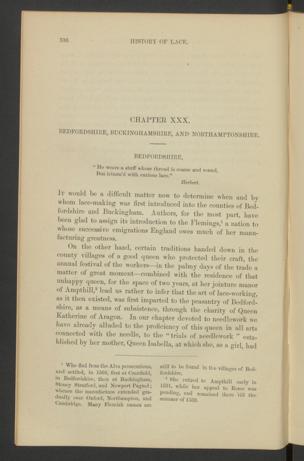 336
HISTORY OF LACE.
CHAPTER XXX.
BEDFORDSHIRE, BUCKINGHAMSHIRE, AND NORTHAMPTONSHIRE.
BEDFORDSHIRE.
"He wears a stuff whose thread is coarse and round,
But trimm'd with curious lace."
Herbert.
IT would be a difficult matter now to determine when and by
whom lace-making was first introduced into the counties of Bed-
fordshire and Buckingham. Authors, for the most part, have
been glad to assign its introduction to the Flemings,¹ a nation to
whose successive emigrations England owes much of her manu-
facturing greatness.
On the other hand, certain traditions handed down in the
county villages of a good queen who protected their craft, the
annual festival of the workers—in the palmy days of the trade a
matter of great moment—combined with the residence of that
unhappy queen, for the space of two years, at her jointure manor
of Ampthill,² lead us rather to infer that the art of lace-working,
as it then existed, was first imparted to the peasantry of Bedford-
shire, as a means of subsistence, through the charity of Queen
Katherine of Aragon. In our chapter devoted to needlework we
have already alluded to the proficiency of this queen in all arts
connected with the needle, to the "trials of needlework" esta-
blished by her mother, Queen Isabella, at which she, as a girl, had
¹ Who fled from the Alva persecutions,
and settled, in 1568, first at Cranfield,
in Bedfordshire, then at Buckingham,
Stoney Stratford, and Newport Pagnel;
whence the manufacture extended gra-
dually over Oxford, Northampton, and
Cambridge. Many Flemish names are
still to be found in the villages of Bed-
fordshire.
² She retired to Ampthill early in
1531, while her appeal to Rome was
pending, and remained there till the
summer of 1533.